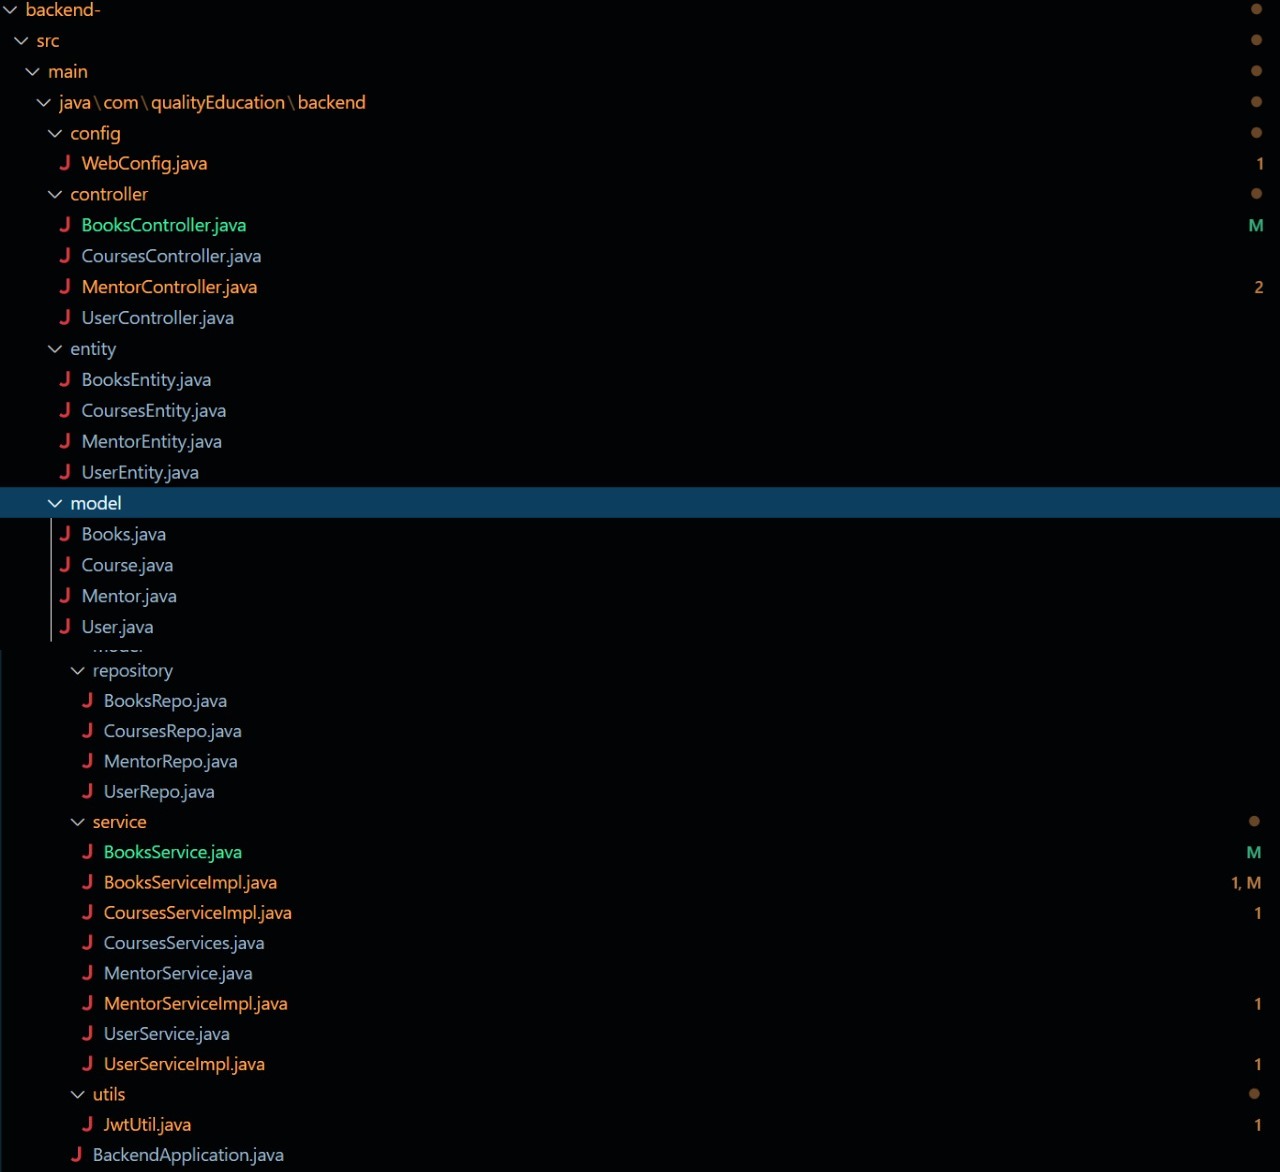 backend-
src
main
java\com\qualityEducation\backend
config
WebConfig.java 1
controller
BooksController.java M
CoursesController.java
MentorController.java 2
UserController.java
entity
BooksEntity.java
CoursesEntity.java
MentorEntity.java
UserEntity.java
model
Books.java
Course.java
Mentor.java
User.java
repository
BooksRepo.java
CoursesRepo.java
MentorRepo.java
UserRepo.java
service
BooksService.java M
BooksServiceImpl.java 1, M
CoursesServiceImpl.java 1
CoursesServices.java
MentorService.java
MentorServiceImpl.java 1
UserService.java
UserServiceImpl.java 1
utils
JwtUtil.java 1
BackendApplication.java